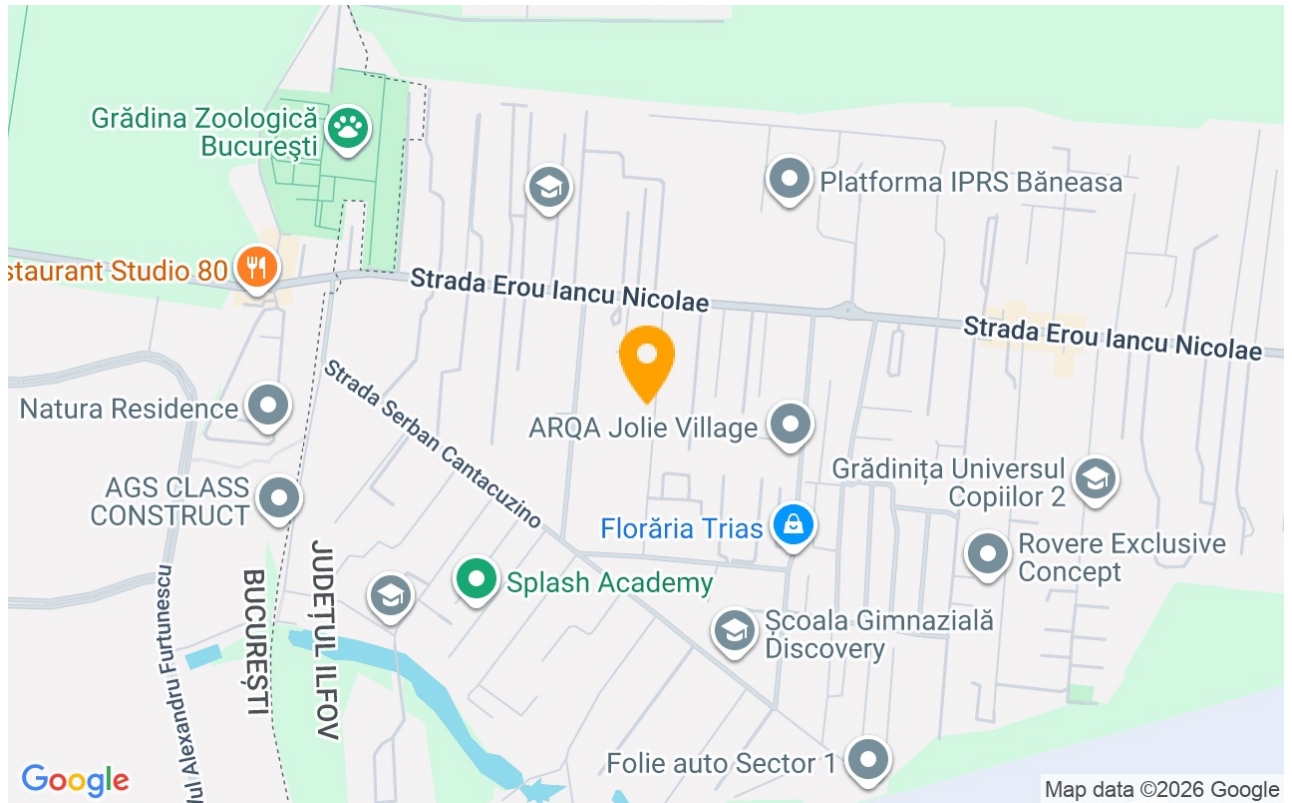 Grădina Zoologică
București
Platforma IPRS Băneasa
staurant Studio 80
Strada Erou Iancu Nicolae
Strada Erou Iancu Nicolae
Strada Serban Cantacuzino
Natura Residence
ARQA Jolie Village
Grădinița Universul
Copiilor 2
AGS CLASS
CONSTRUCT
Florăria Trias
Rovere Exclusive
Concept
JUDEȚUL ILFOV
BUCUREȘTI
Splash Academy
Școala Gimnazială
Discovery
lul Alexandru Furtunescu
Folie auto Sector 1
Google
Map data ©2026 Google